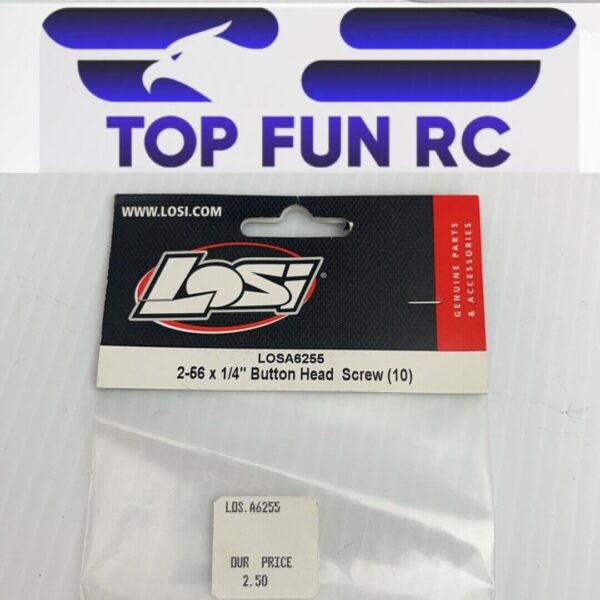 TOP FUN RC
WWW.LOSI.COM
LOSI®
GENUINE PARTS
& ACCESSORIES
LOSA6255
2-56 x 1/4" Button Head Screw (10)
LOS.A6255
OUR PRICE
2.50